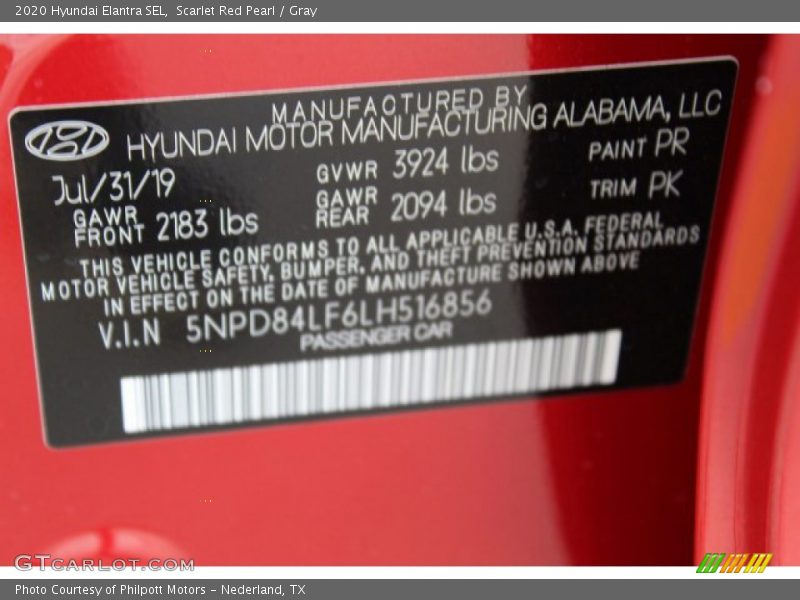 2020 Hyundai Elantra SEL, Scarlet Red Pearl / Gray
MANUFACTURED BY
HYUNDAI MOTOR MANUFACTURING ALABAMA, LLC
Jul/31/19 GVWR 3924 lbs PAINT PR
GAWR FRONT 2183 lbs GAWR REAR 2094 lbs TRIM PK
THIS VEHICLE CONFORMS TO ALL APPLICABLE U.S.A. FEDERAL
MOTOR VEHICLE SAFETY, BUMPER, AND THEFT PREVENTION STANDARDS
IN EFFECT ON THE DATE OF MANUFACTURE SHOWN ABOVE
V.I.N 5NPD84LF6LH516856
PASSENGER CAR
GTCARLOT.COM
Photo Courtesy of Philpott Motors - Nederland, TX